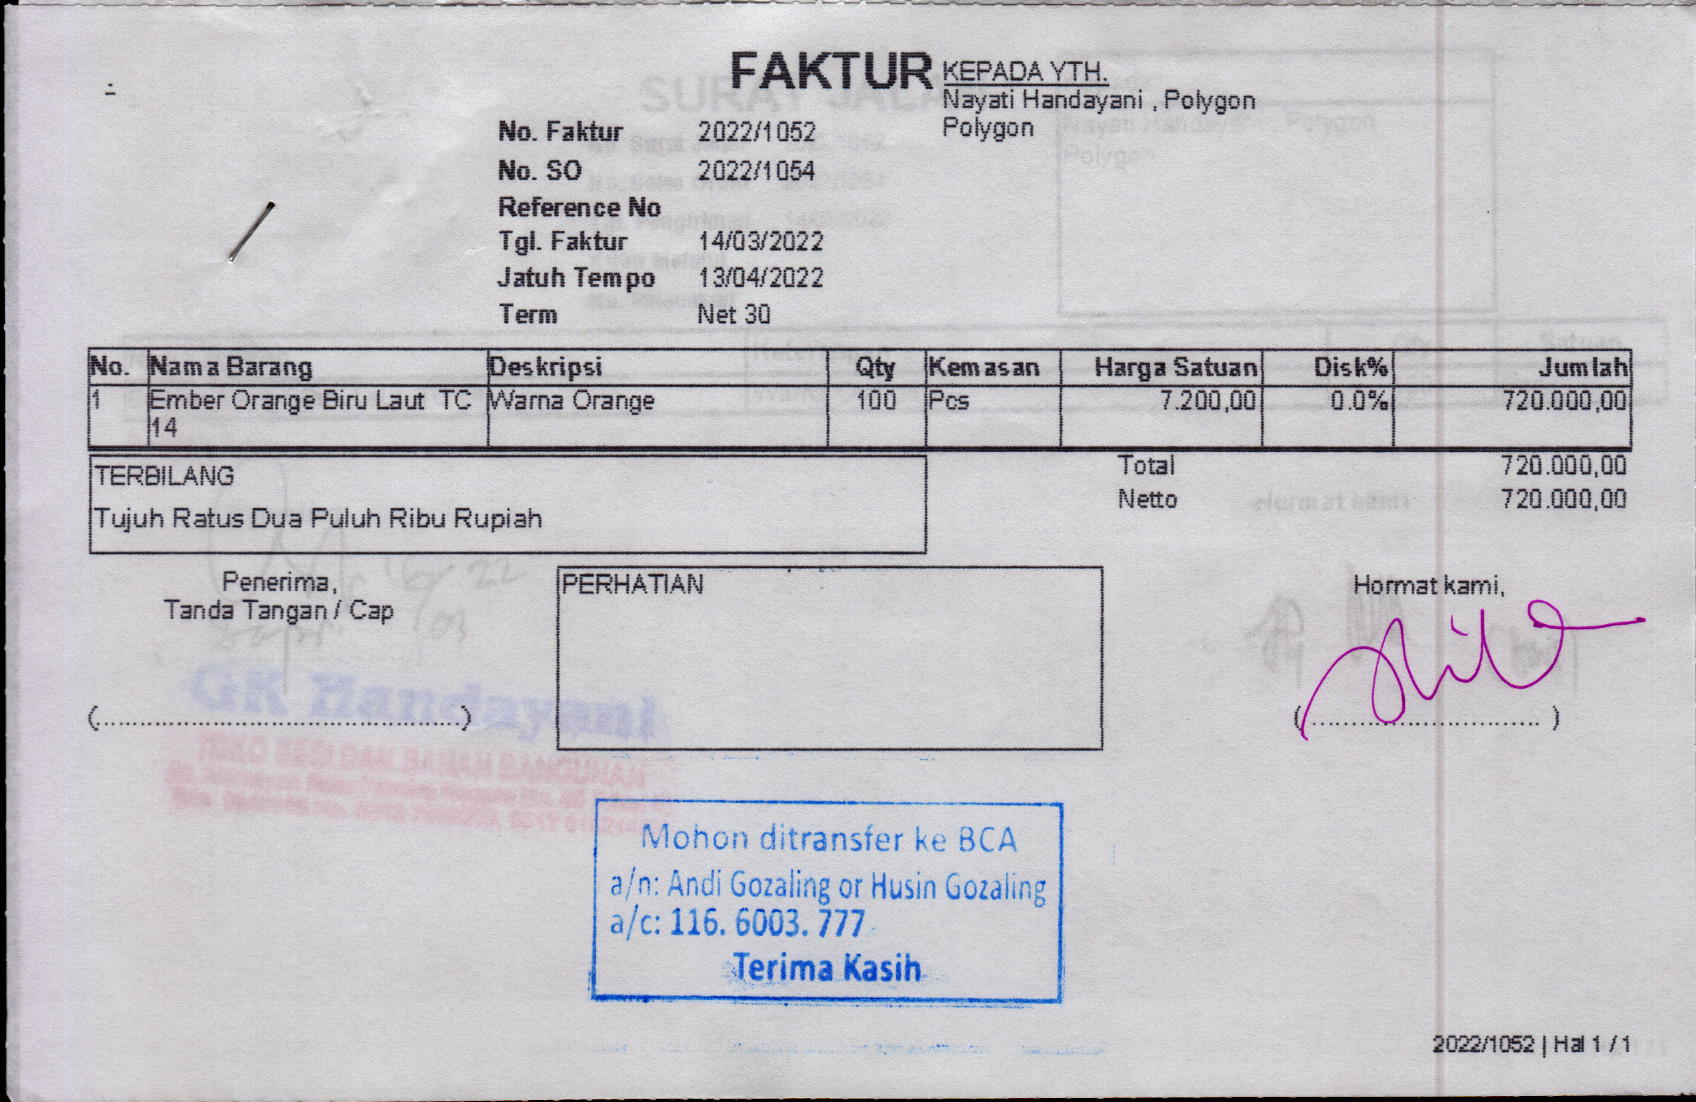 FAKTUR
KEPADA YTH.
Nayati Handayani , Polygon
Polygon
No. Faktur 2022/1052
No. SO 2022/1054
Reference No
Tgl. Faktur 14/03/2022
Jatuh Tempo 13/04/2022
Term Net 30
No. Nama Barang Deskripsi Qty Kemasan Harga Satuan Disk% Jumlah
1 Ember Orange Biru Laut TC Warna Orange 100 Pcs 7.200,00 0.0% 720.000,00
14
Total 720.000,00
Netto 720.000,00
TERBILANG
Tujuh Ratus Dua Puluh Ribu Rupiah
Penerima,
Tanda Tangan / Cap
PERHATIAN
Hormat kami,
GK Handayani
TOKO BESI DAN BAHAN BANGUNAN
Mohon ditransfer ke BCA
a/n: Andi Gozaling or Husin Gozaling
a/c: 116. 6003. 777
Terima Kasih
2022/1052 | Hal 1 / 1